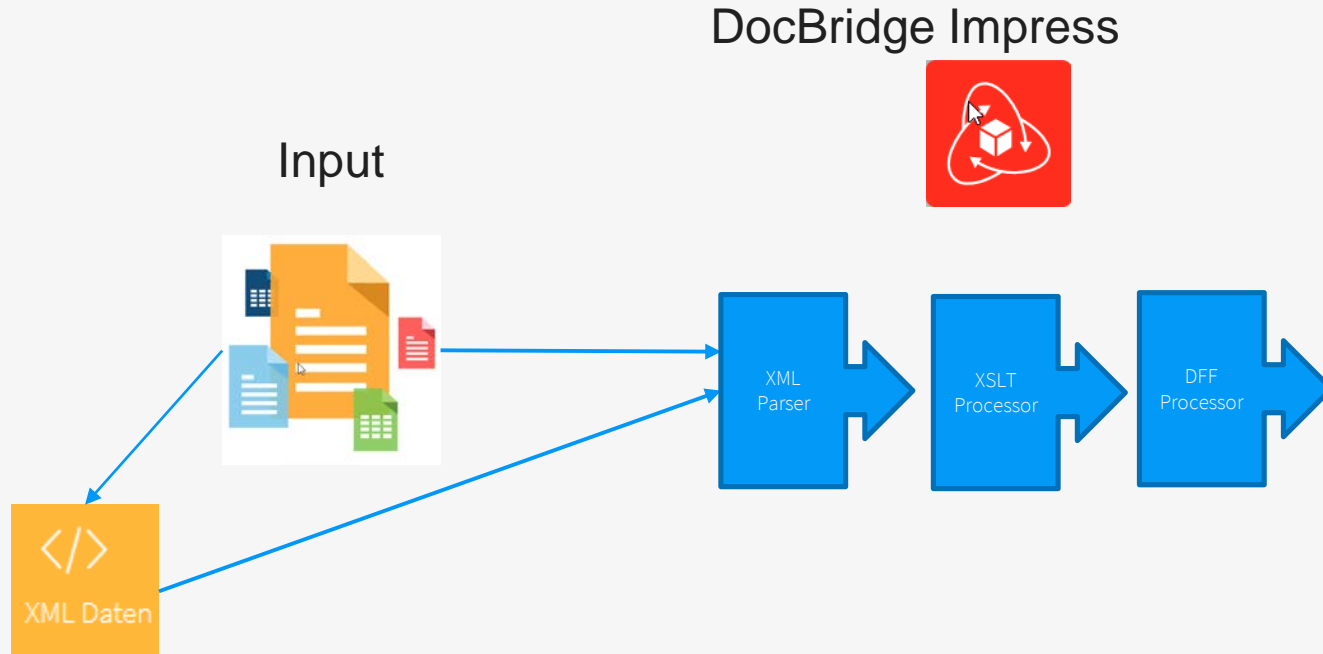 DocBridge Impress
Input
XML
Parser
XSLT
Processor
DFF
Processor
</>
XML Daten